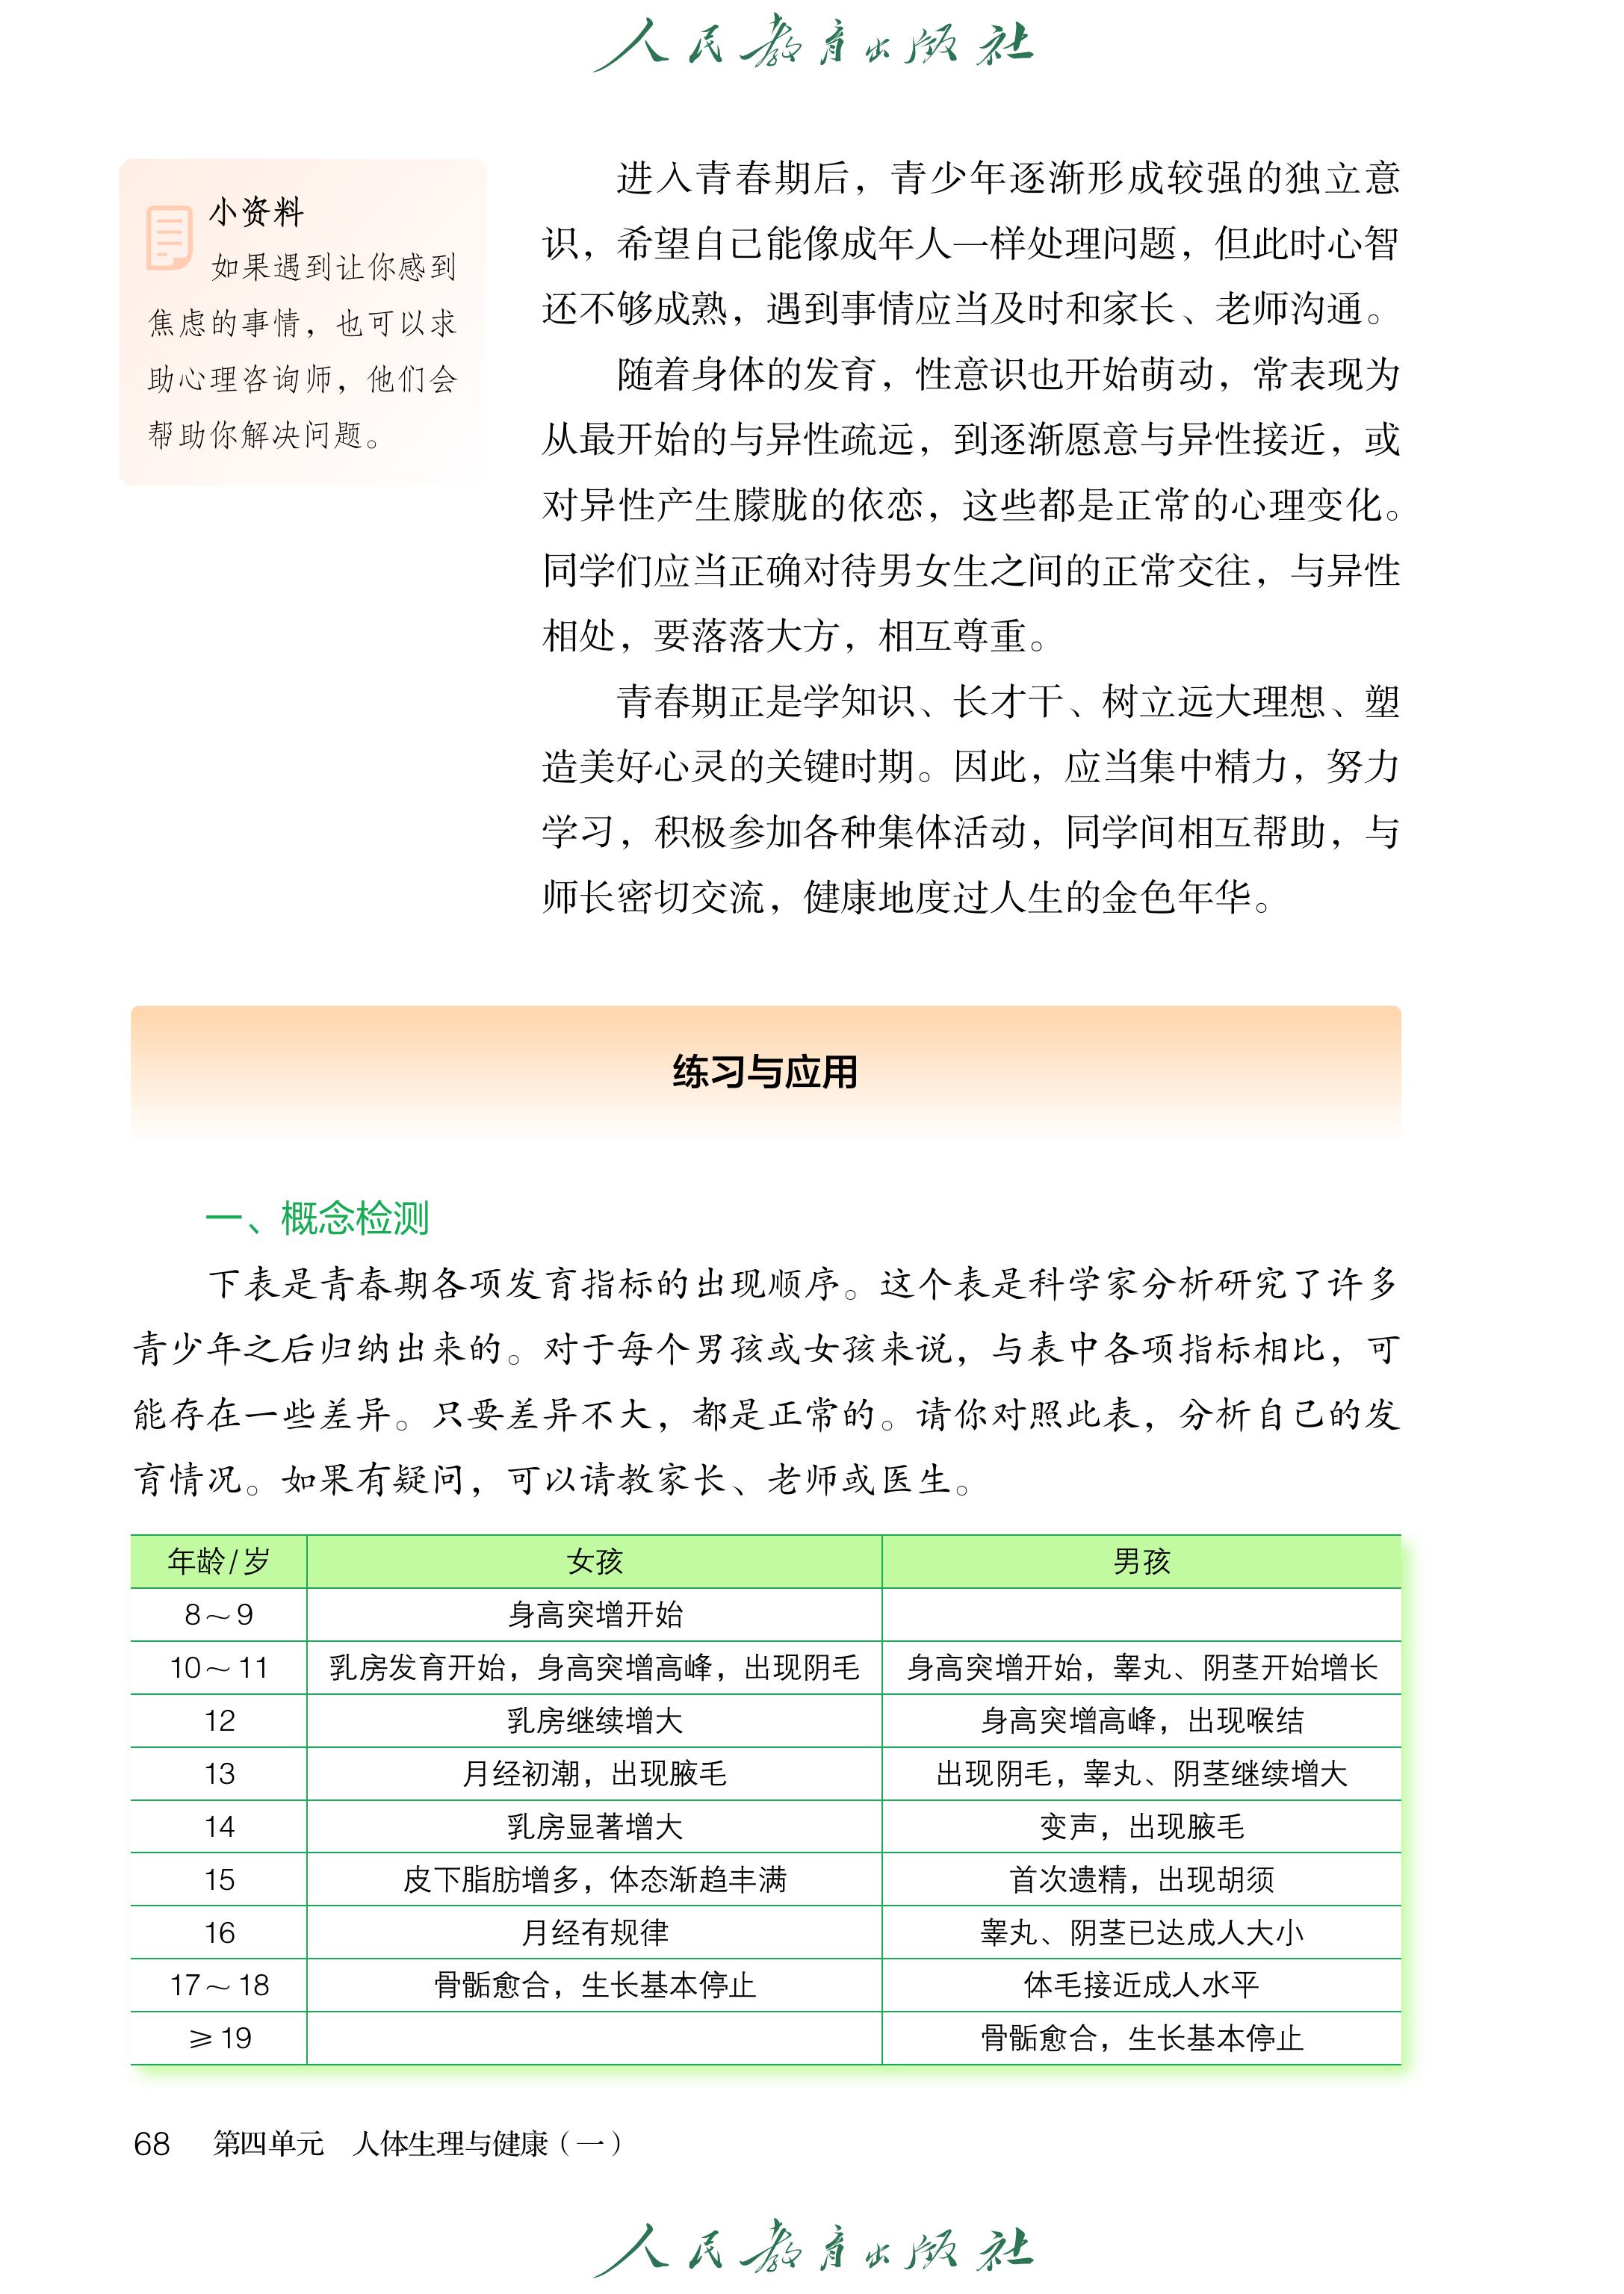 人民教育出版社
小资料
如果遇到让你感到
焦虑的事情，也可以求
助心理咨询师，他们会
帮助你解决问题。
进入青春期后，青少年逐渐形成较强的独立意
识，希望自己能像成年人一样处理问题，但此时心智
还不够成熟，遇到事情应当及时和家长、老师沟通。
随着身体的发育，性意识也开始萌动，常表现为
从最开始的与异性疏远，到逐渐愿意与异性接近，或
对异性产生朦胧的依恋，这些都是正常的心理变化。
同学们应当正确对待男女生之间的正常交往，与异性
相处，要落落大方，相互尊重。
青春期正是学知识、长才干、树立远大理想、塑
造美好心灵的关键时期。因此，应当集中精力，努力
学习，积极参加各种集体活动，同学间相互帮助，与
师长密切交流，健康地度过人生的金色年华。
练习与应用
一、概念检测
下表是青春期各项发育指标的出现顺序。这个表是科学家分析研究了许多
青少年之后归纳出来的。对于每个男孩或女孩来说，与表中各项指标相比，可
能存在一些差异。只要差异不大，都是正常的。请你对照此表，分析自己的发
育情况。如果有疑问，可以请教家长、老师或医生。
年龄/岁 女孩 男孩
8～9 身高突增开始
10～11 乳房发育开始，身高突增高峰，出现阴毛 身高突增开始，睾丸、阴茎开始增长
12 乳房继续增大 身高突增高峰，出现喉结
13 月经初潮，出现腋毛 出现阴毛，睾丸、阴茎继续增大
14 乳房显著增大 变声，出现腋毛
15 皮下脂肪增多，体态渐趋丰满 首次遗精，出现胡须
16 月经有规律 睾丸、阴茎已达成人大小
17～18 骨骺愈合，生长基本停止 体毛接近成人水平
≥19 骨骺愈合，生长基本停止
68 第四单元 人体生理与健康（一）
人民教育出版社